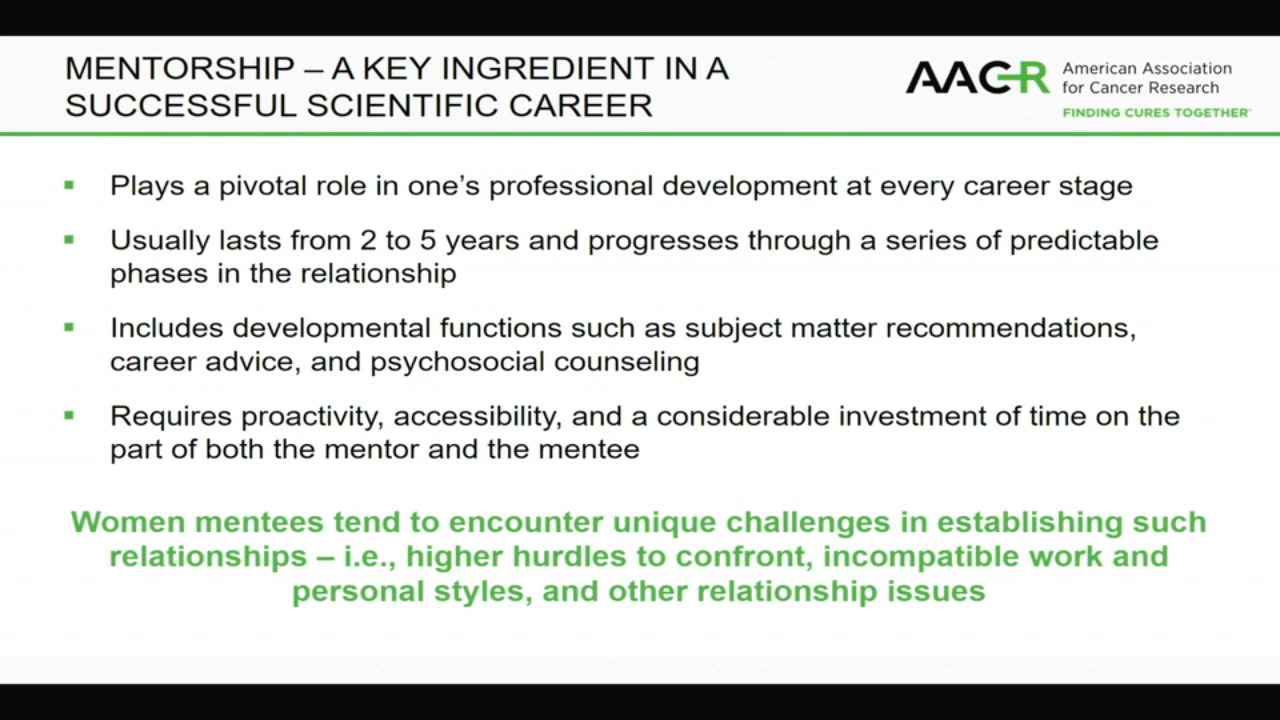 MENTORSHIP – A KEY INGREDIENT IN A
SUCCESSFUL SCIENTIFIC CAREER
AACR
American Association
for Cancer Research
FINDING CURES TOGETHER
▪ Plays a pivotal role in one’s professional development at every career stage
▪ Usually lasts from 2 to 5 years and progresses through a series of predictable
phases in the relationship
▪ Includes developmental functions such as subject matter recommendations,
career advice, and psychosocial counseling
▪ Requires proactivity, accessibility, and a considerable investment of time on the
part of both the mentor and the mentee
Women mentees tend to encounter unique challenges in establishing such
relationships – i.e., higher hurdles to confront, incompatible work and
personal styles, and other relationship issues